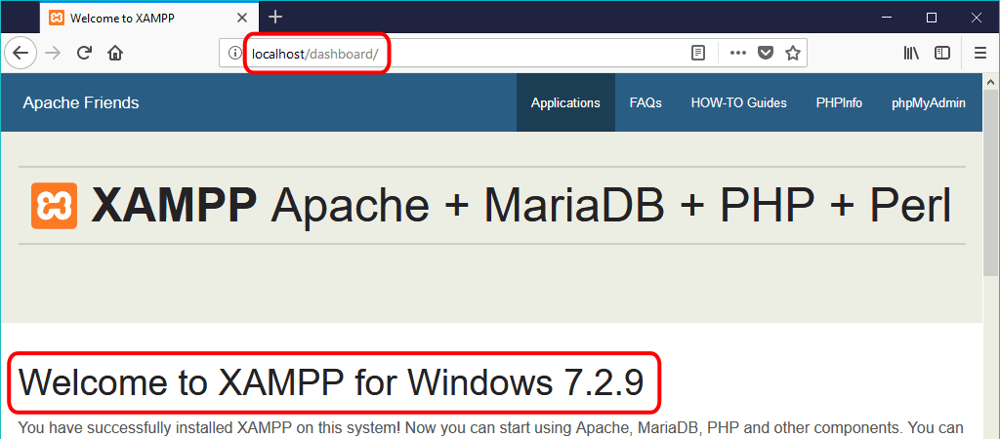 Welcome to XAMPP
localhost/dashboard/
Apache Friends
Applications
FAQs
HOW-TO Guides
PHPInfo
phpMyAdmin
XAMPP Apache + MariaDB + PHP + Perl
Welcome to XAMPP for Windows 7.2.9
You have successfully installed XAMPP on this system! Now you can start using Apache, MariaDB, PHP and other components. You can